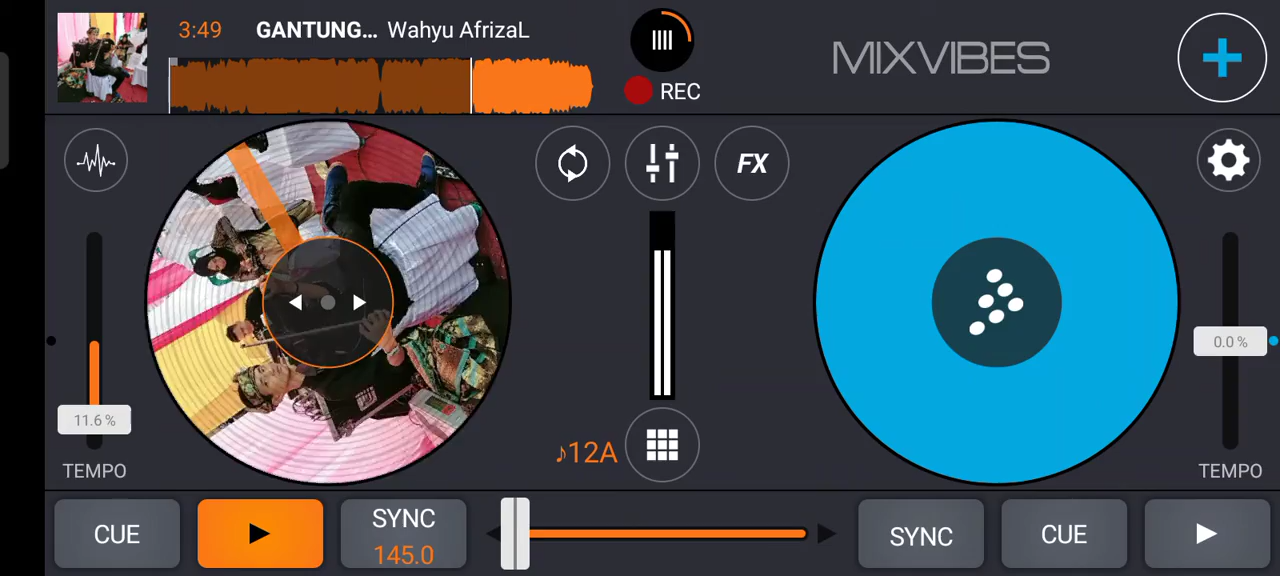 3:49 GANTUNG... Wahyu AfrizaL
REC
MIXVIBES
FX
11.6 %
TEMPO
♪12A
0.0 %
TEMPO
CUE
SYNC
145.0
SYNC
CUE